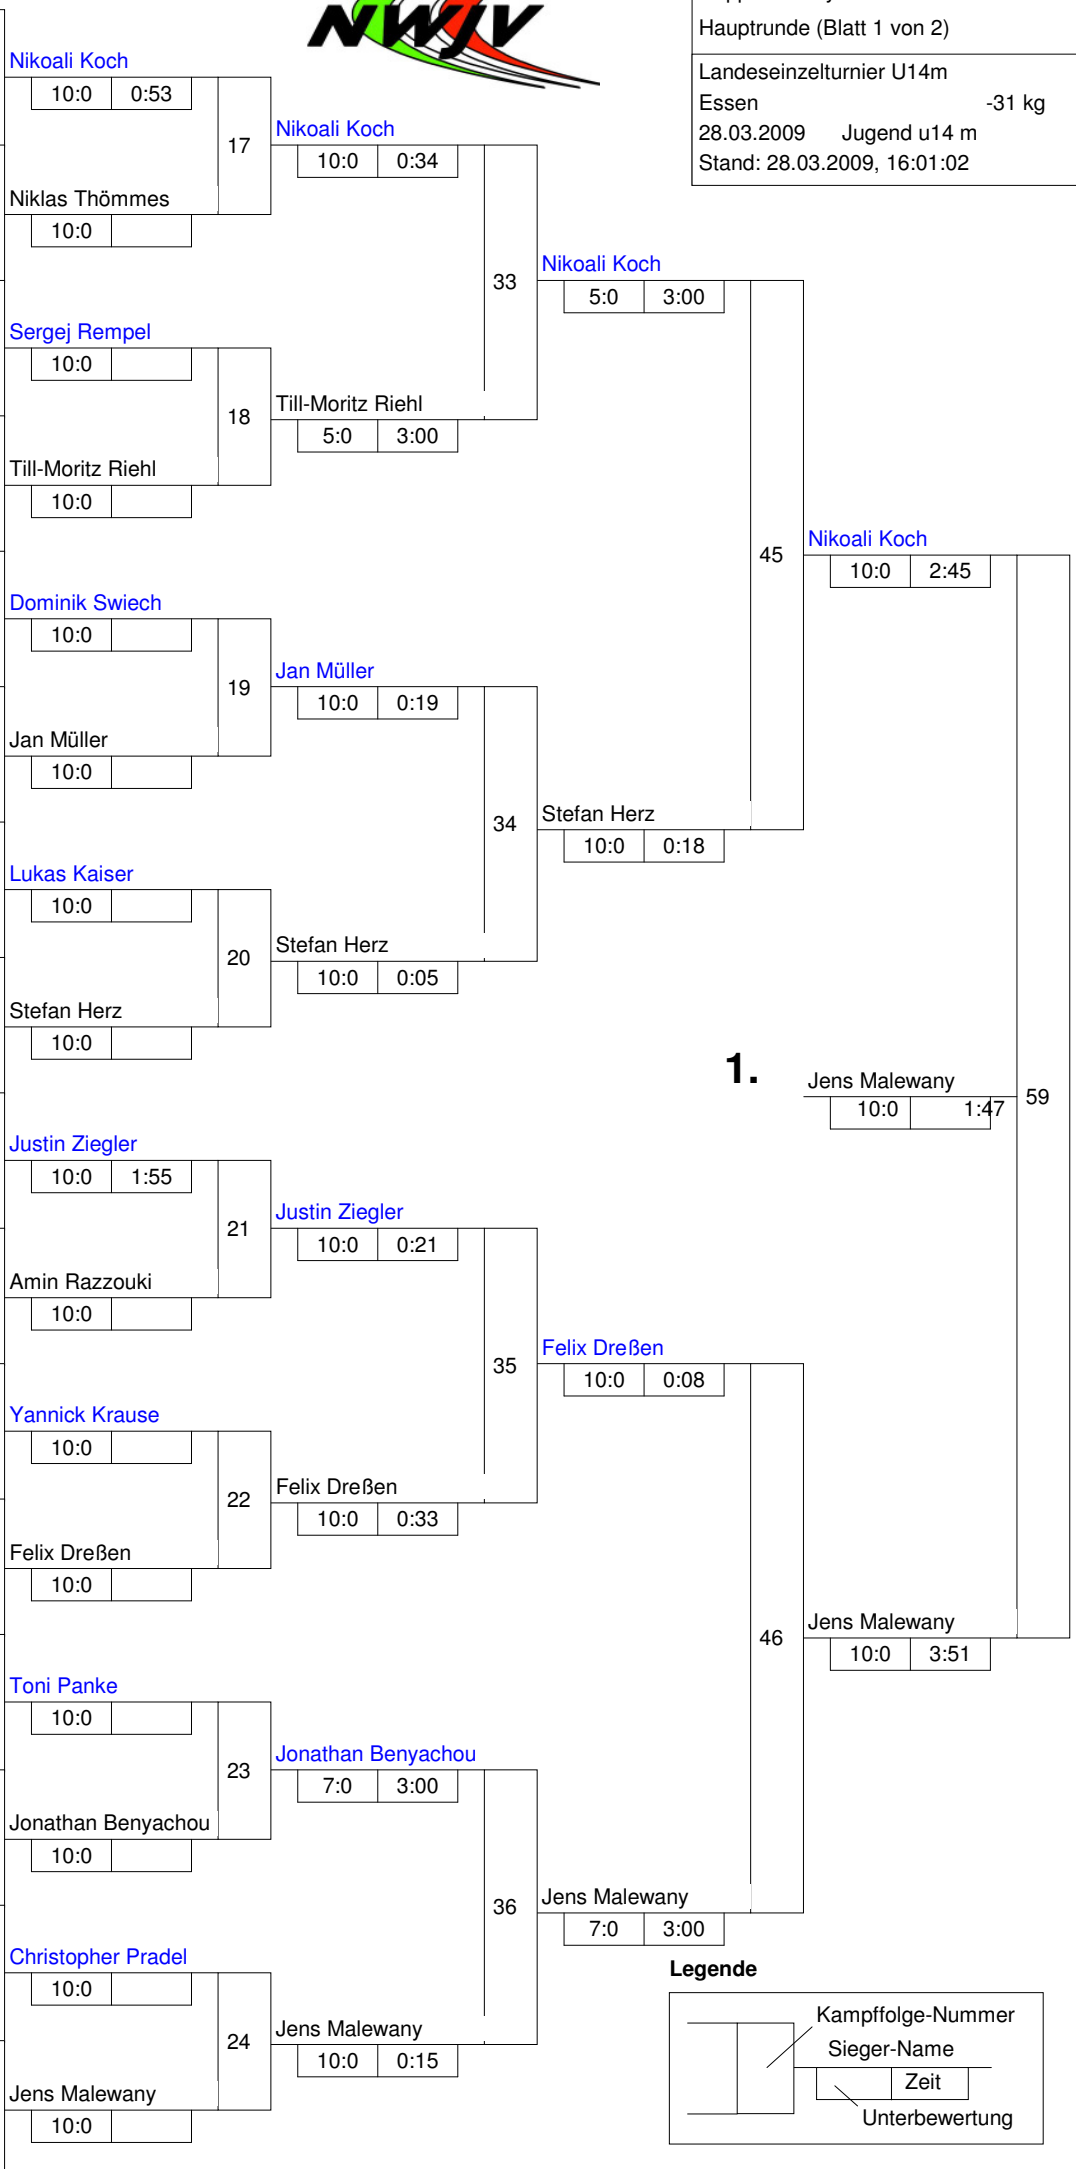 NWJV
Hauptrunde (Blatt 1 von 2)
Landeseinzelturnier U14m
Essen -31 kg
28.03.2009 Jugend u14 m
Stand: 28.03.2009, 16:01:02
Nikoali Koch
10:0 0:53
17
Nikoali Koch
10:0 0:34
Niklas Thömmes
10:0
33
Nikoali Koch
5:0 3:00
Sergej Rempel
10:0
18
Till-Moritz Riehl
5:0 3:00
Till-Moritz Riehl
10:0
45
Nikoali Koch
10:0 2:45
Dominik Swiech
10:0
19
Jan Müller
10:0 0:19
Jan Müller
10:0
34
Stefan Herz
10:0 0:18
Lukas Kaiser
10:0
20
Stefan Herz
10:0 0:05
Stefan Herz
10:0
1.
Jens Malewany
10:0 1:47
59
Justin Ziegler
10:0 1:55
21
Justin Ziegler
10:0 0:21
Amin Razzouki
10:0
35
Felix Dreßen
10:0 0:08
Yannick Krause
10:0
22
Felix Dreßen
10:0 0:33
Felix Dreßen
10:0
46
Jens Malewany
10:0 3:51
Toni Panke
10:0
23
Jonathan Benyachou
7:0 3:00
Jonathan Benyachou
10:0
36
Jens Malewany
7:0 3:00
Christopher Pradel
10:0
24
Jens Malewany
10:0 0:15
Jens Malewany
10:0
Legende
Kampffolge-Nummer
Sieger-Name
Zeit
Unterbewertung